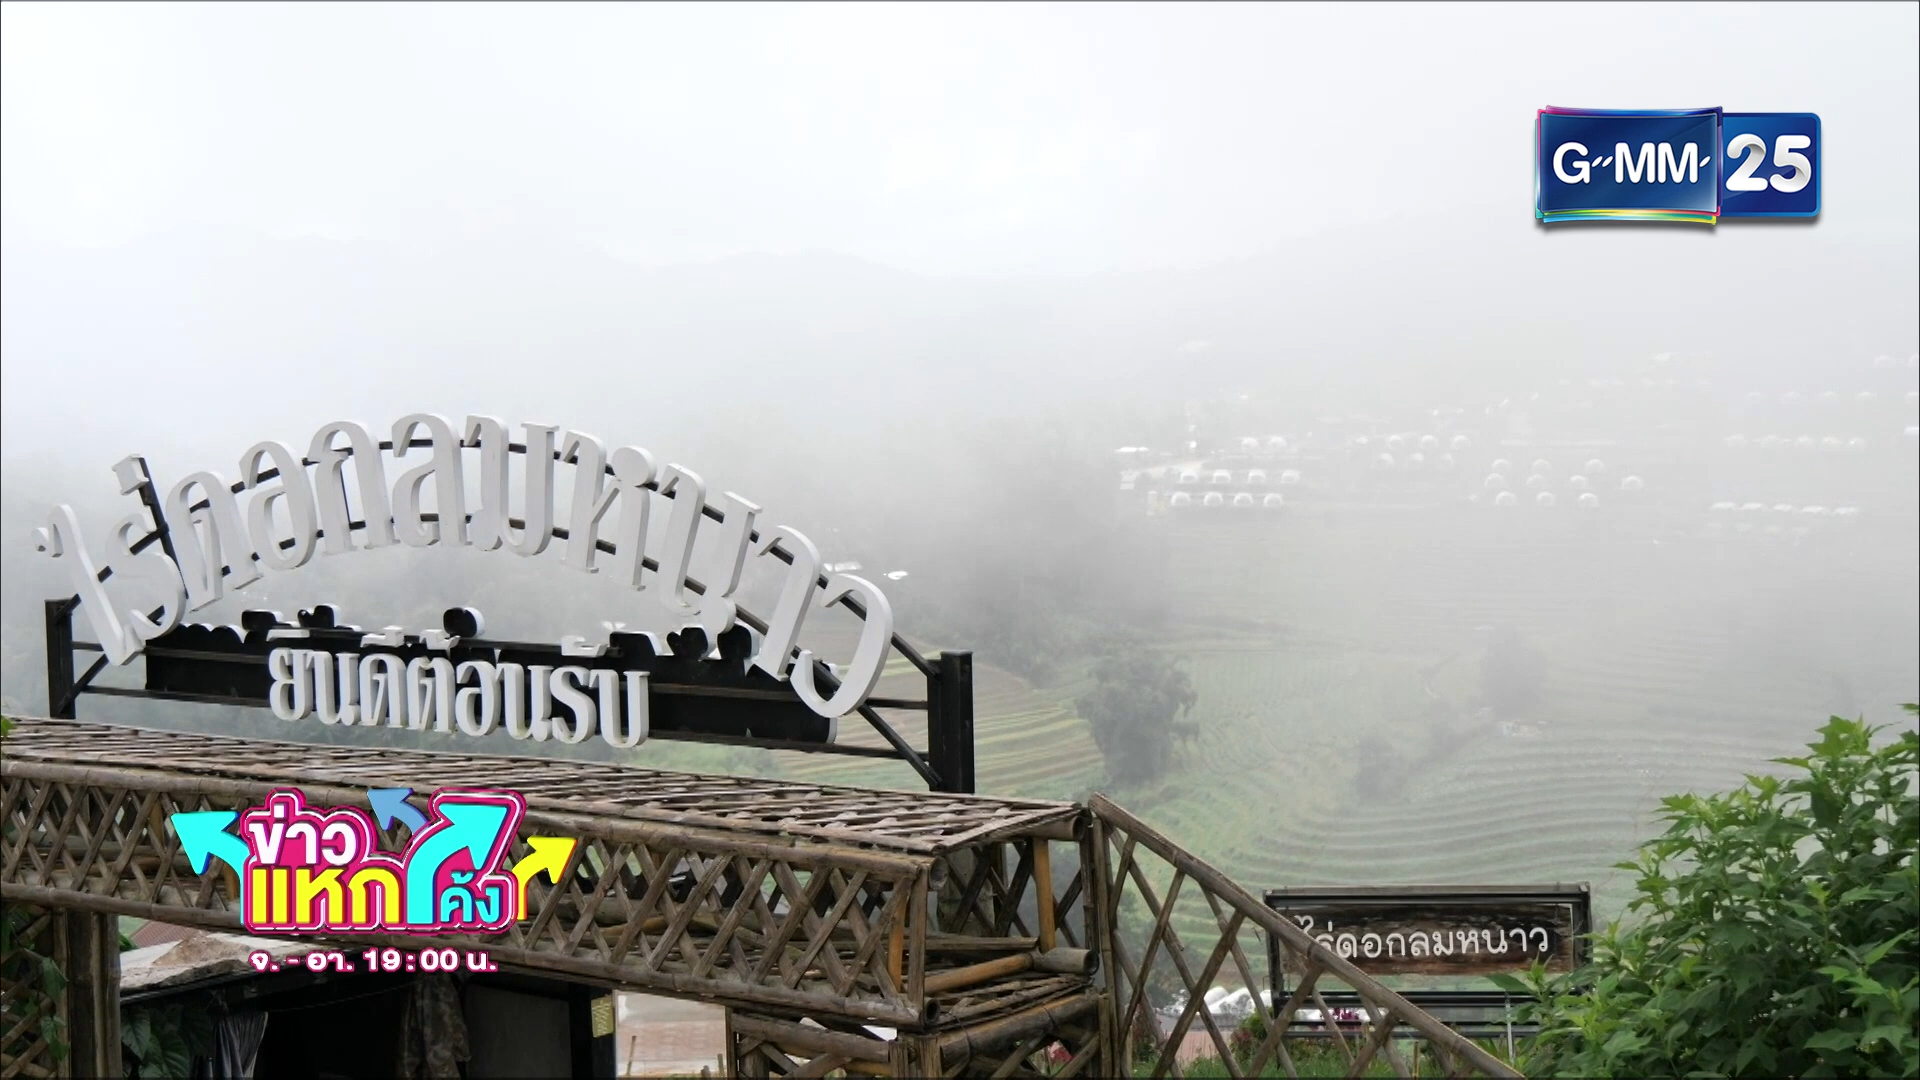 G-MM 25
ไร่ดอกลมหนาว
ยินดีต้อนรับ
ข่าว
แหกโค้ง
จ. - อา. 19:00 น.
ไร่ดอกลมหนาว